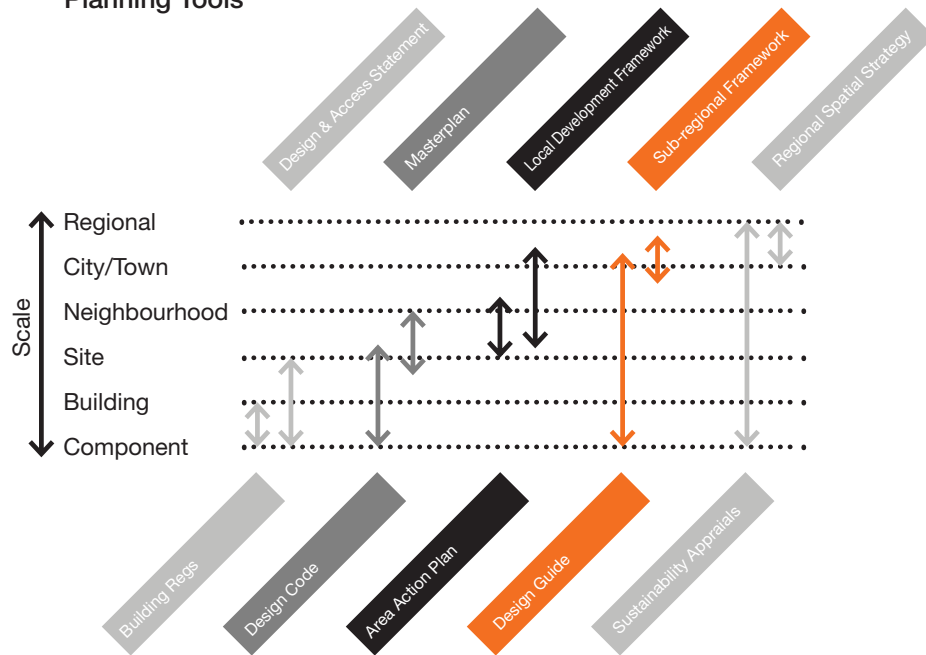 Planning Tools
Design & Access Statement
Masterplan
Local Development Framework
Sub-regional Framework
Regional Spatial Strategy
Scale
Regional
City/Town
Neighbourhood
Site
Building
Component
Building Regs
Design Code
Area Action Plan
Design Guide
Sustainability Appraials